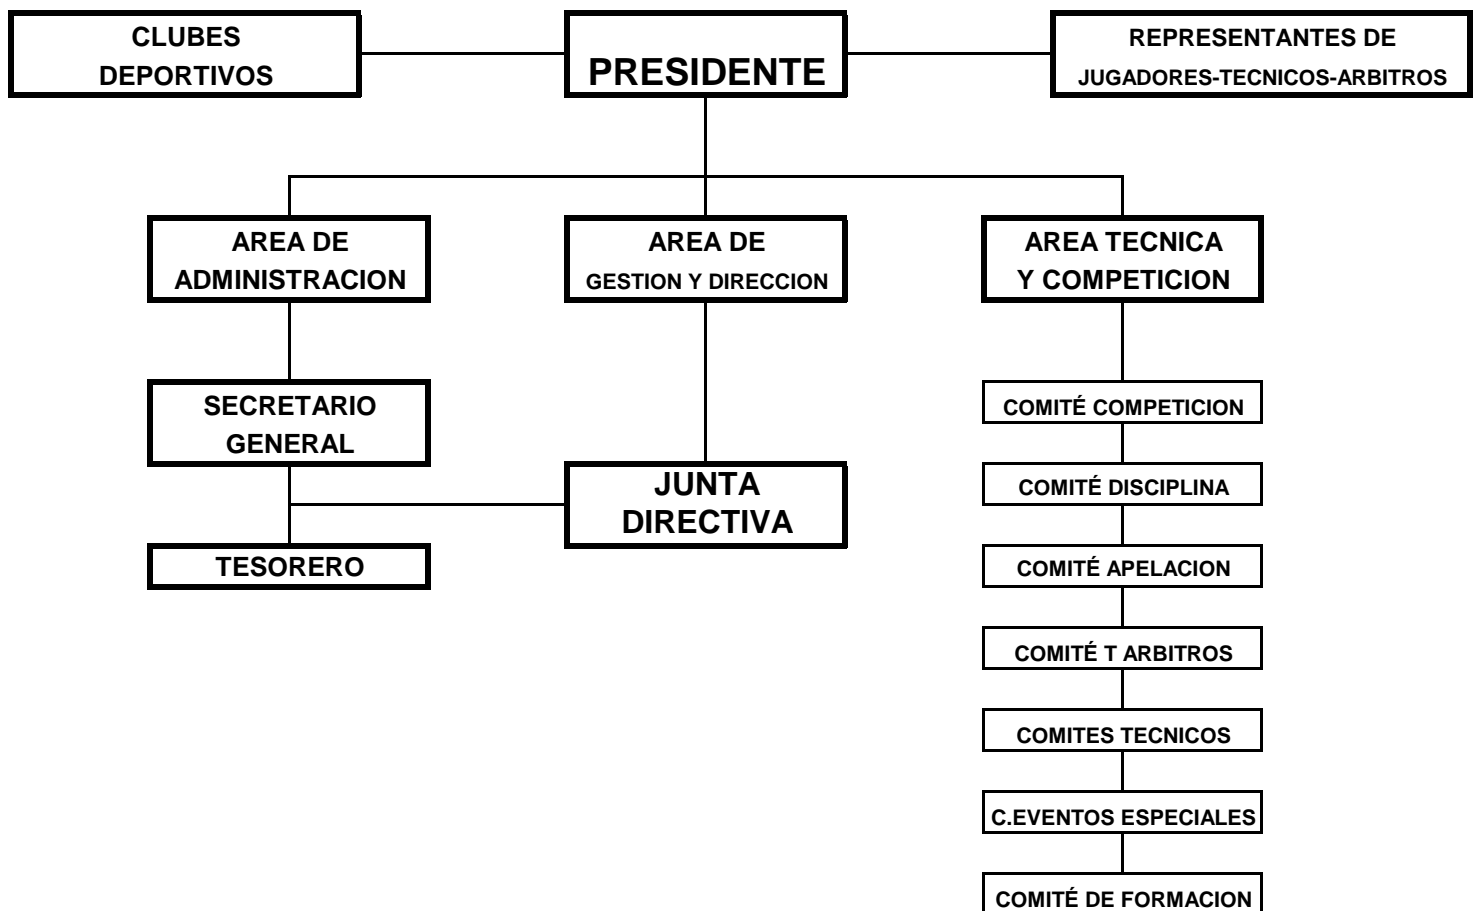 CLUBES
DEPORTIVOS
PRESIDENTE
REPRESENTANTES DE
JUGADORES-TECNICOS-ARBITROS
AREA DE
ADMINISTRACION
AREA DE
GESTION Y DIRECCION
AREA TECNICA
Y COMPETICION
SECRETARIO
GENERAL
JUNTA
DIRECTIVA
TESORERO
COMITÉ COMPETICION
COMITÉ DISCIPLINA
COMITÉ APELACION
COMITÉ T ARBITROS
COMITES TECNICOS
C.EVENTOS ESPECIALES
COMITÉ DE FORMACION